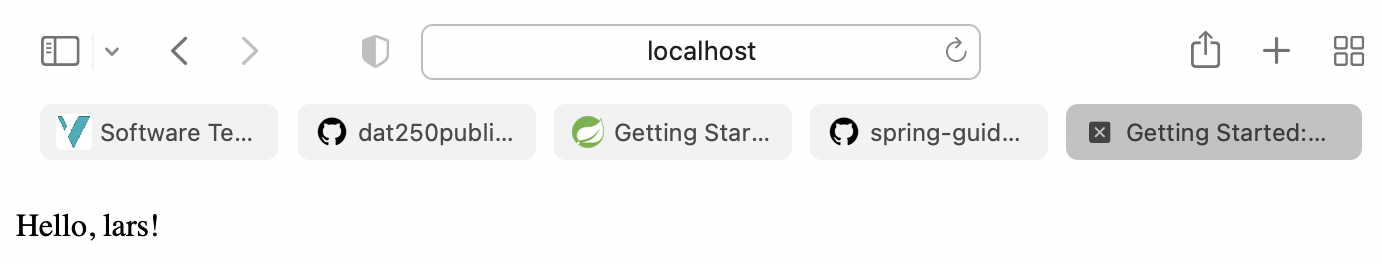 localhost
Software Te...
dat250publi...
Getting Star...
spring-guid...
Getting Started:...
Hello, lars!